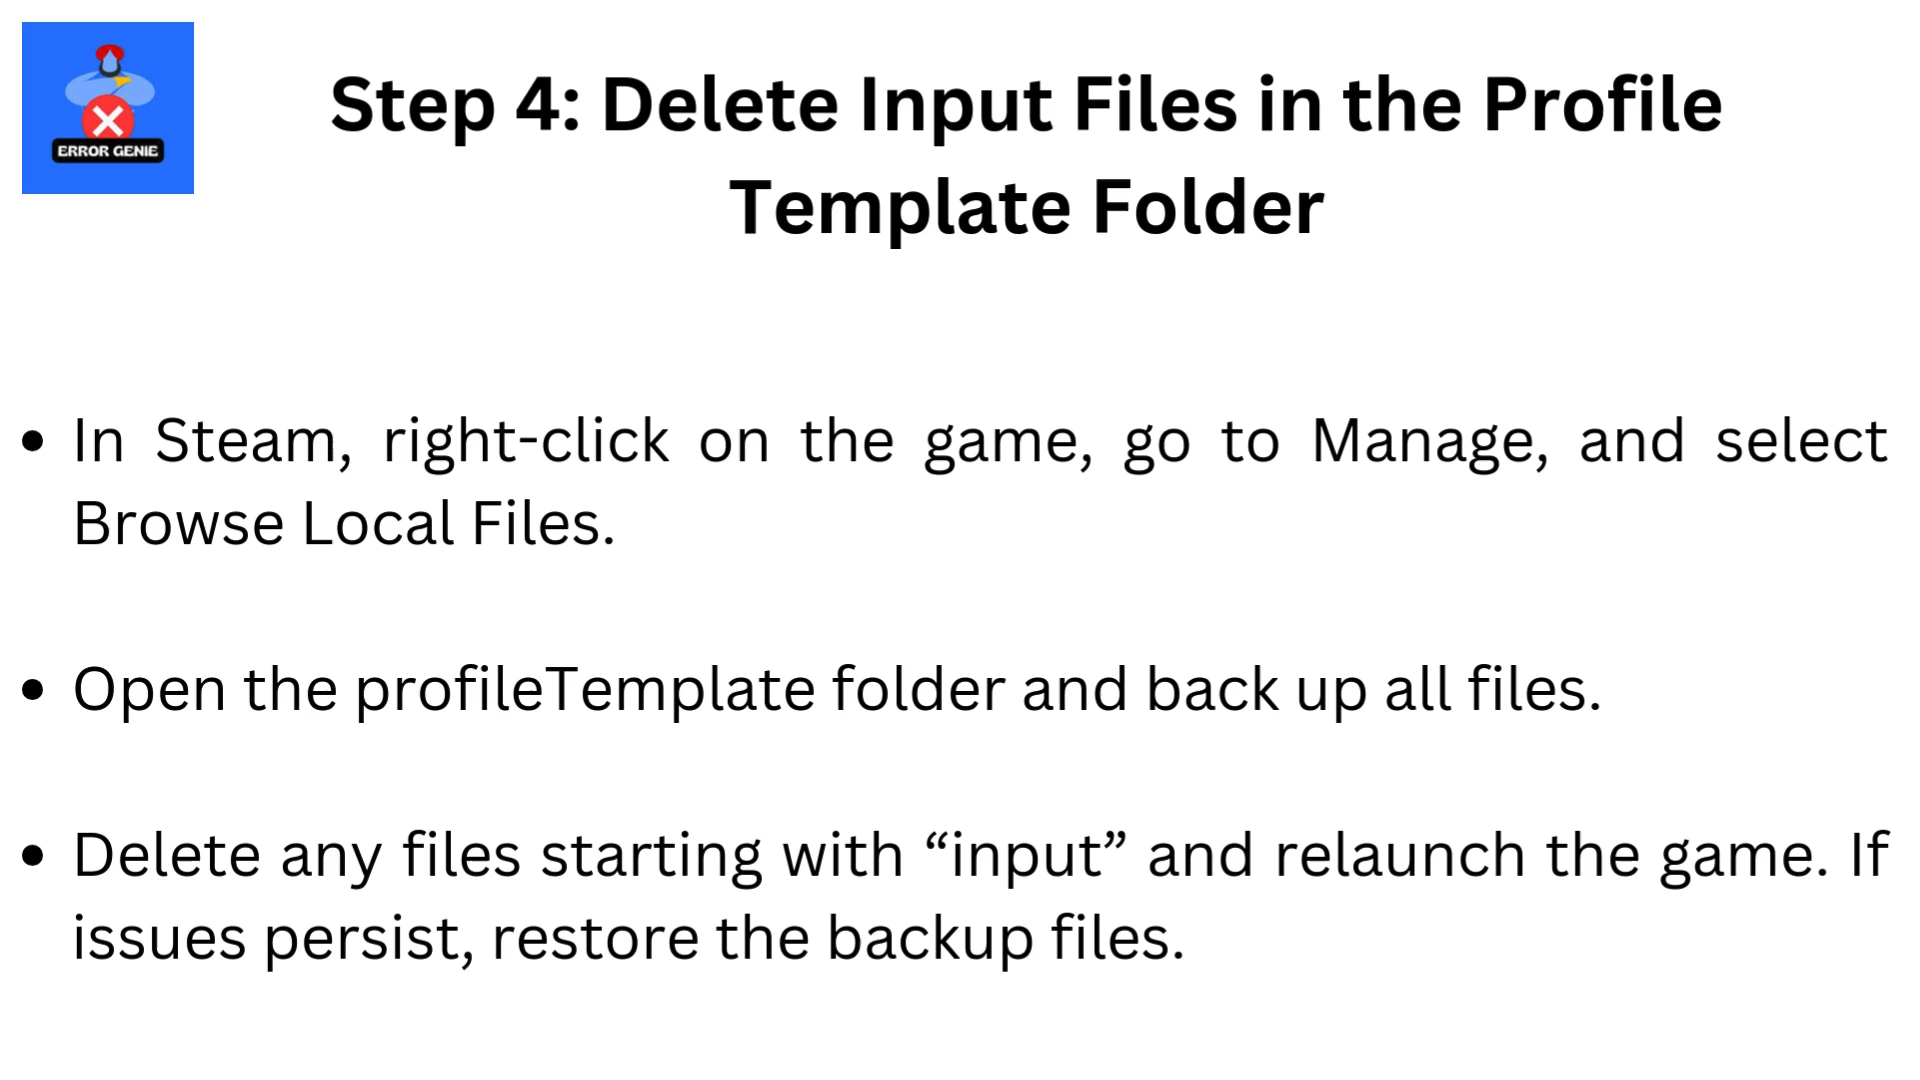 ERROR GENIE
Step 4: Delete Input Files in the Profile
Template Folder
• In Steam, right-click on the game, go to Manage, and select
Browse Local Files.
• Open the profileTemplate folder and back up all files.
• Delete any files starting with “input” and relaunch the game. If
issues persist, restore the backup files.